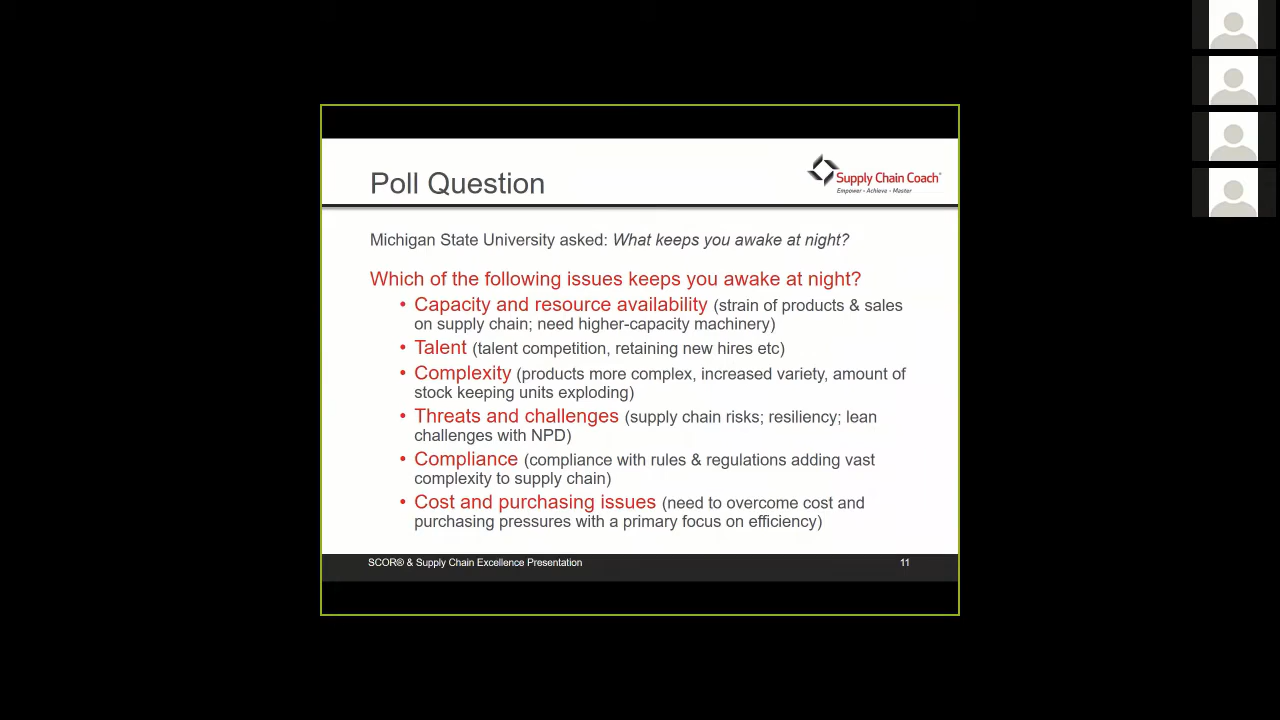 Poll Question
Supply Chain Coach®
Empower - Achieve - Master
Michigan State University asked: What keeps you awake at night?
Which of the following issues keeps you awake at night?
• Capacity and resource availability (strain of products & sales
on supply chain; need higher-capacity machinery)
• Talent (talent competition, retaining new hires etc)
• Complexity (products more complex, increased variety, amount of
stock keeping units exploding)
• Threats and challenges (supply chain risks; resiliency; lean
challenges with NPD)
• Compliance (compliance with rules & regulations adding vast
complexity to supply chain)
• Cost and purchasing issues (need to overcome cost and
purchasing pressures with a primary focus on efficiency)
SCOR® & Supply Chain Excellence Presentation
11